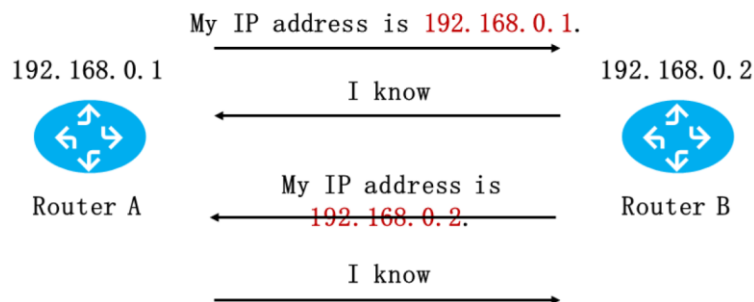 My IP address is 192.168.0.1.
192.168.0.1
192.168.0.2
I know
My IP address is
192.168.0.2.
Router A
Router B
I know